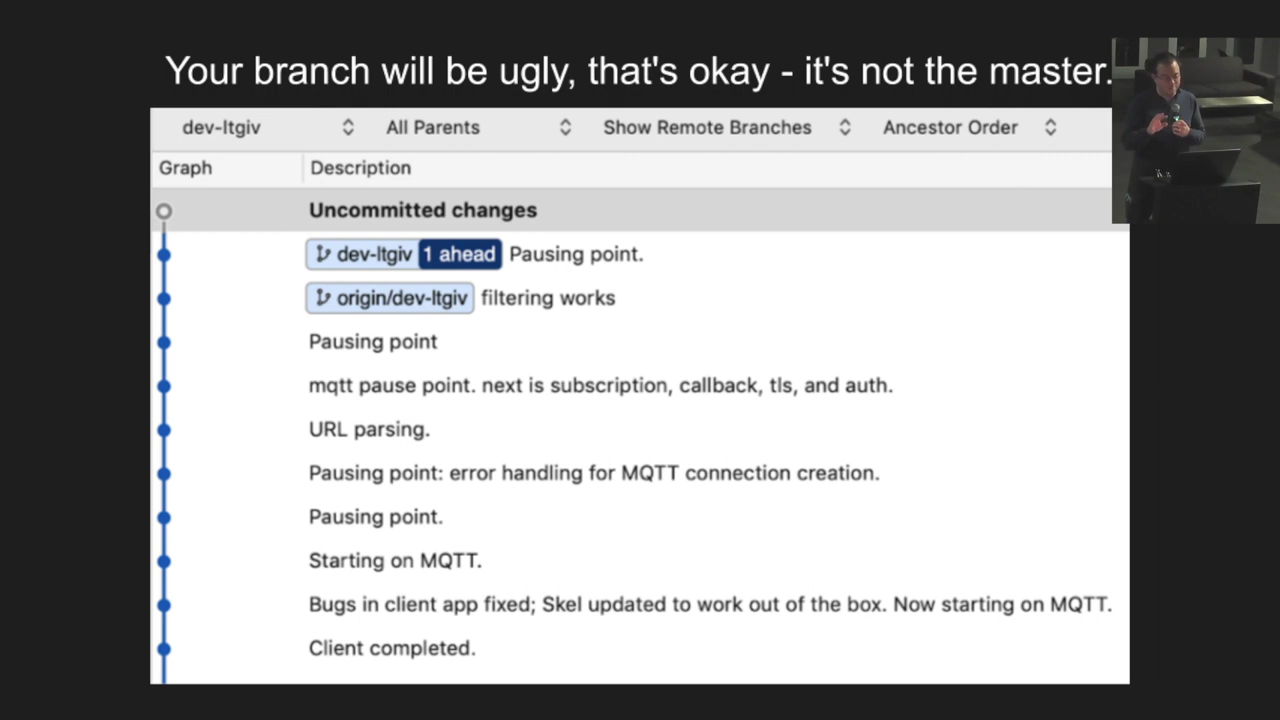 Your branch will be ugly, that's okay - it's not the master.
dev-ltgiv All Parents Show Remote Branches Ancestor Order
Graph Description
Uncommitted changes
dev-ltgiv 1 ahead Pausing point.
origin/dev-ltgiv filtering works
Pausing point
mqtt pause point. next is subscription, callback, tls, and auth.
URL parsing.
Pausing point: error handling for MQTT connection creation.
Pausing point.
Starting on MQTT.
Bugs in client app fixed; Skel updated to work out of the box. Now starting on MQTT.
Client completed.